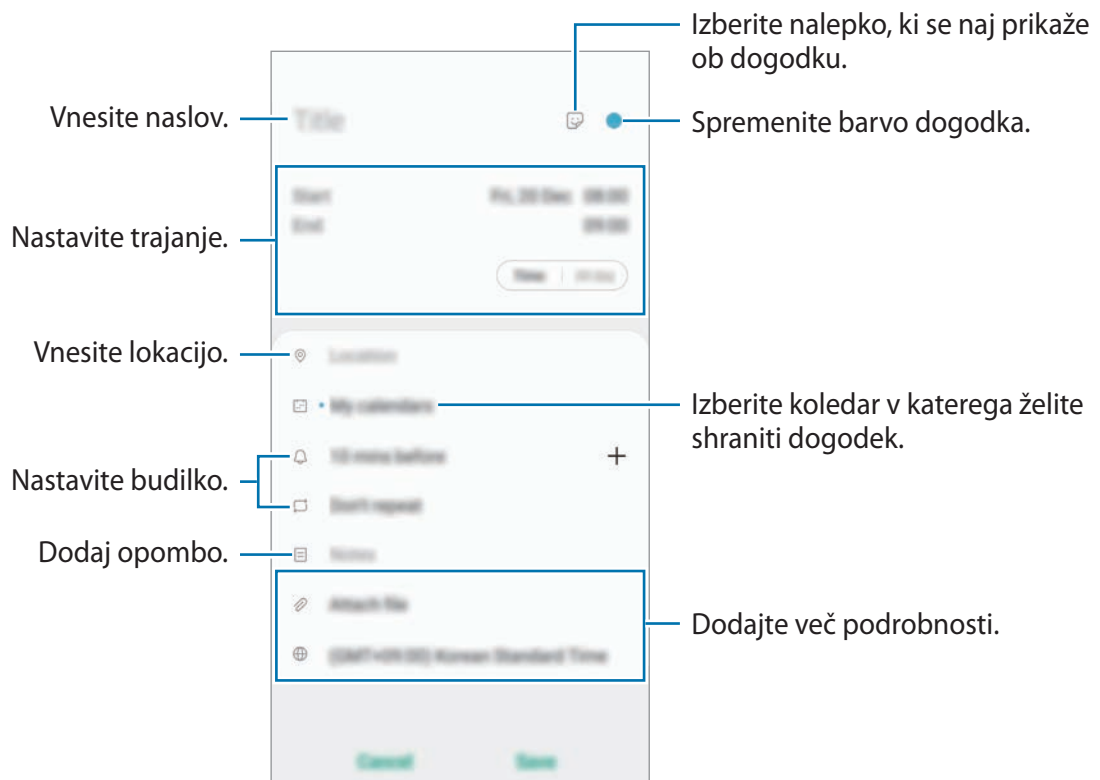 Izberite nalepko, ki se naj prikaže
ob dogodku.
Vnesite naslov.
Title
Spremenite barvo dogodka.
Start
Fri, 20 Dec 08:00
End
09:00
Nastavite trajanje.
Time
All day
Vnesite lokacijo.
Location
My calendars
Izberite koledar v katerega želite
shraniti dogodek.
10 mins before
Nastavite budilko.
Don't repeat
Dodaj opombo.
Notes
Attach file
Dodajte več podrobnosti.
(GMT+09:00) Korean Standard Time
Cancel
Save